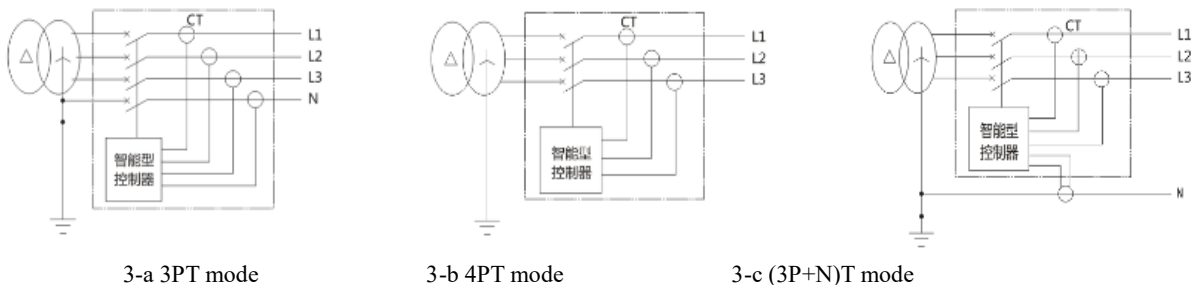 CT
L1
L2
L3
N
智能型
控制器
CT
L1
L2
L3
智能型
控制器
CT
L1
L2
L3
智能型
控制器
N
3-a 3PT mode
3-b 4PT mode
3-c (3P+N)T mode